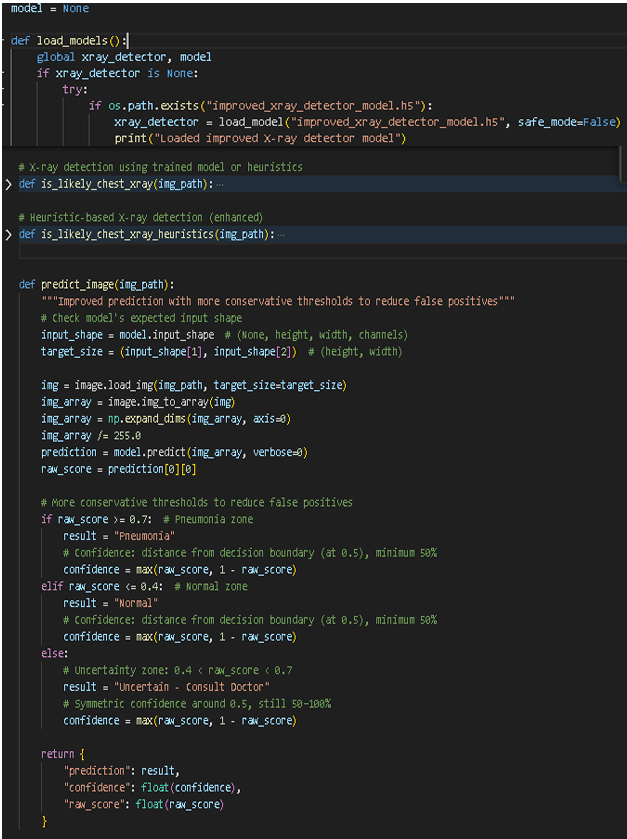 model = None
def load_models():
global xray_detector, model
if xray_detector is None:
try:
if os.path.exists("improved_xray_detector_model.h5"):
xray_detector = load_model("improved_xray_detector_model.h5", safe_mode=False)
print("Loaded improved X-ray detector model")
# X-ray detection using trained model or heuristics
def is_likely_chest_xray(img_path): ...
# Heuristic-based X-ray detection (enhanced)
def is_likely_chest_xray_heuristics(img_path): ...
def predict_image(img_path):
"""Improved prediction with more conservative thresholds to reduce false positives"""
# Check model's expected input shape
input_shape = model.input_shape # (None, height, width, channels)
target_size = (input_shape[1], input_shape[2]) # (height, width)
img = image.load_img(img_path, target_size=target_size)
img_array = image.img_to_array(img)
img_array = np.expand_dims(img_array, axis=0)
img_array /= 255.0
prediction = model.predict(img_array, verbose=0)
raw_score = prediction[0][0]
# More conservative thresholds to reduce false positives
if raw_score >= 0.7: # Pneumonia zone
result = "Pneumonia"
# Confidence: distance from decision boundary (at 0.5), minimum 50%
confidence = max(raw_score, 1 - raw_score)
elif raw_score <= 0.4: # Normal zone
result = "Normal"
# Confidence: distance from decision boundary (at 0.5), minimum 50%
confidence = max(raw_score, 1 - raw_score)
else:
# Uncertainty zone: 0.4 < raw_score < 0.7
result = "Uncertain - Consult Doctor"
# Symmetric confidence around 0.5, still 50-100%
confidence = max(raw_score, 1 - raw_score)
return {
"prediction": result,
"confidence": float(confidence),
"raw_score": float(raw_score)
}